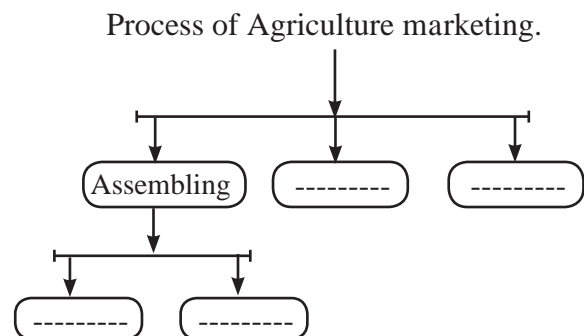 Process of Agriculture marketing.
Assembling ---------- ----------
---------- ----------